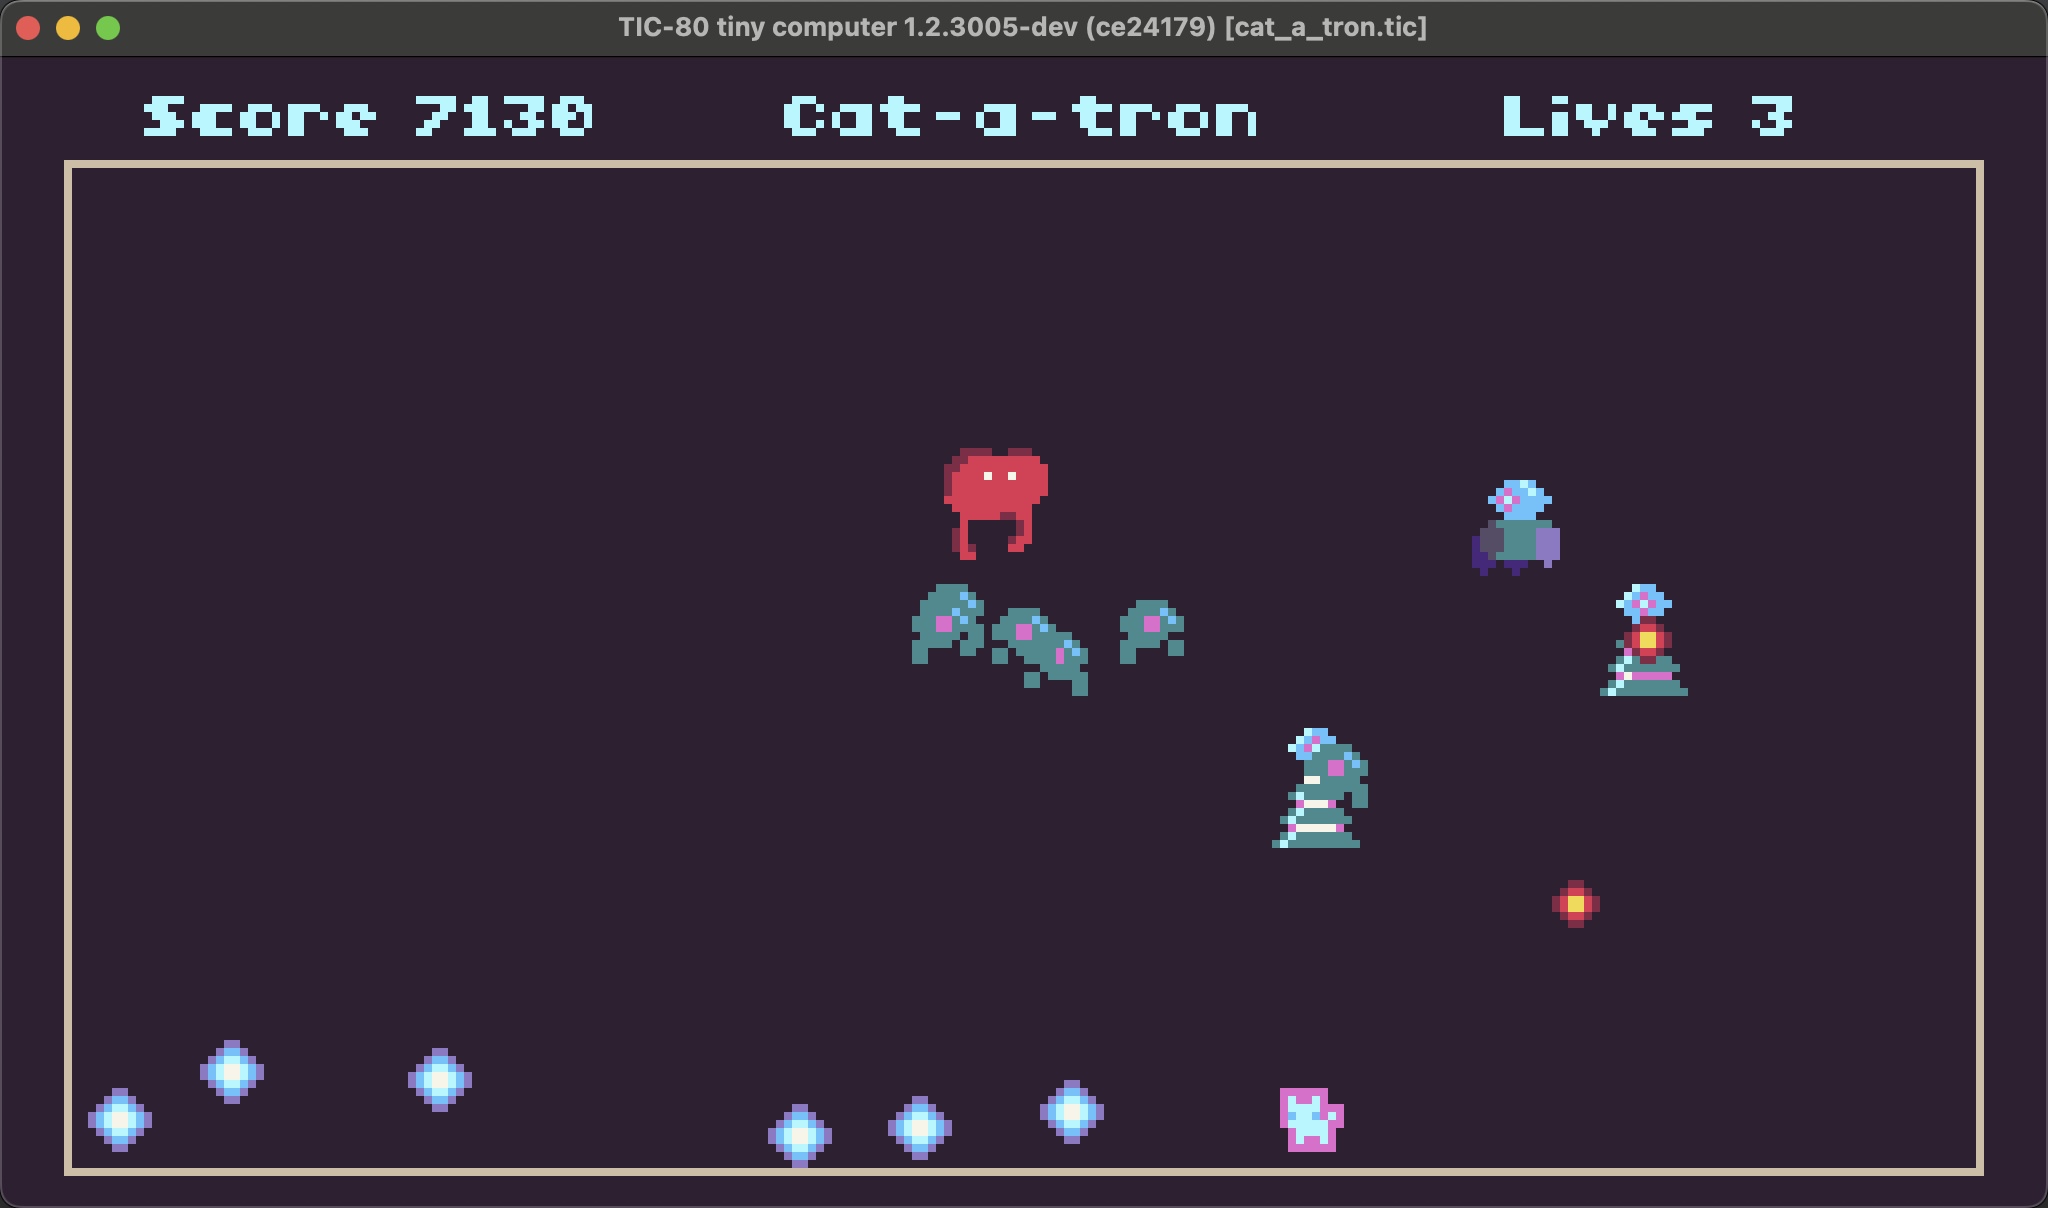 TIC-80 tiny computer 1.2.3005-dev (ce24179) [cat_a_tron.tic]
Score 7130 Cat-a-tron Lives 3